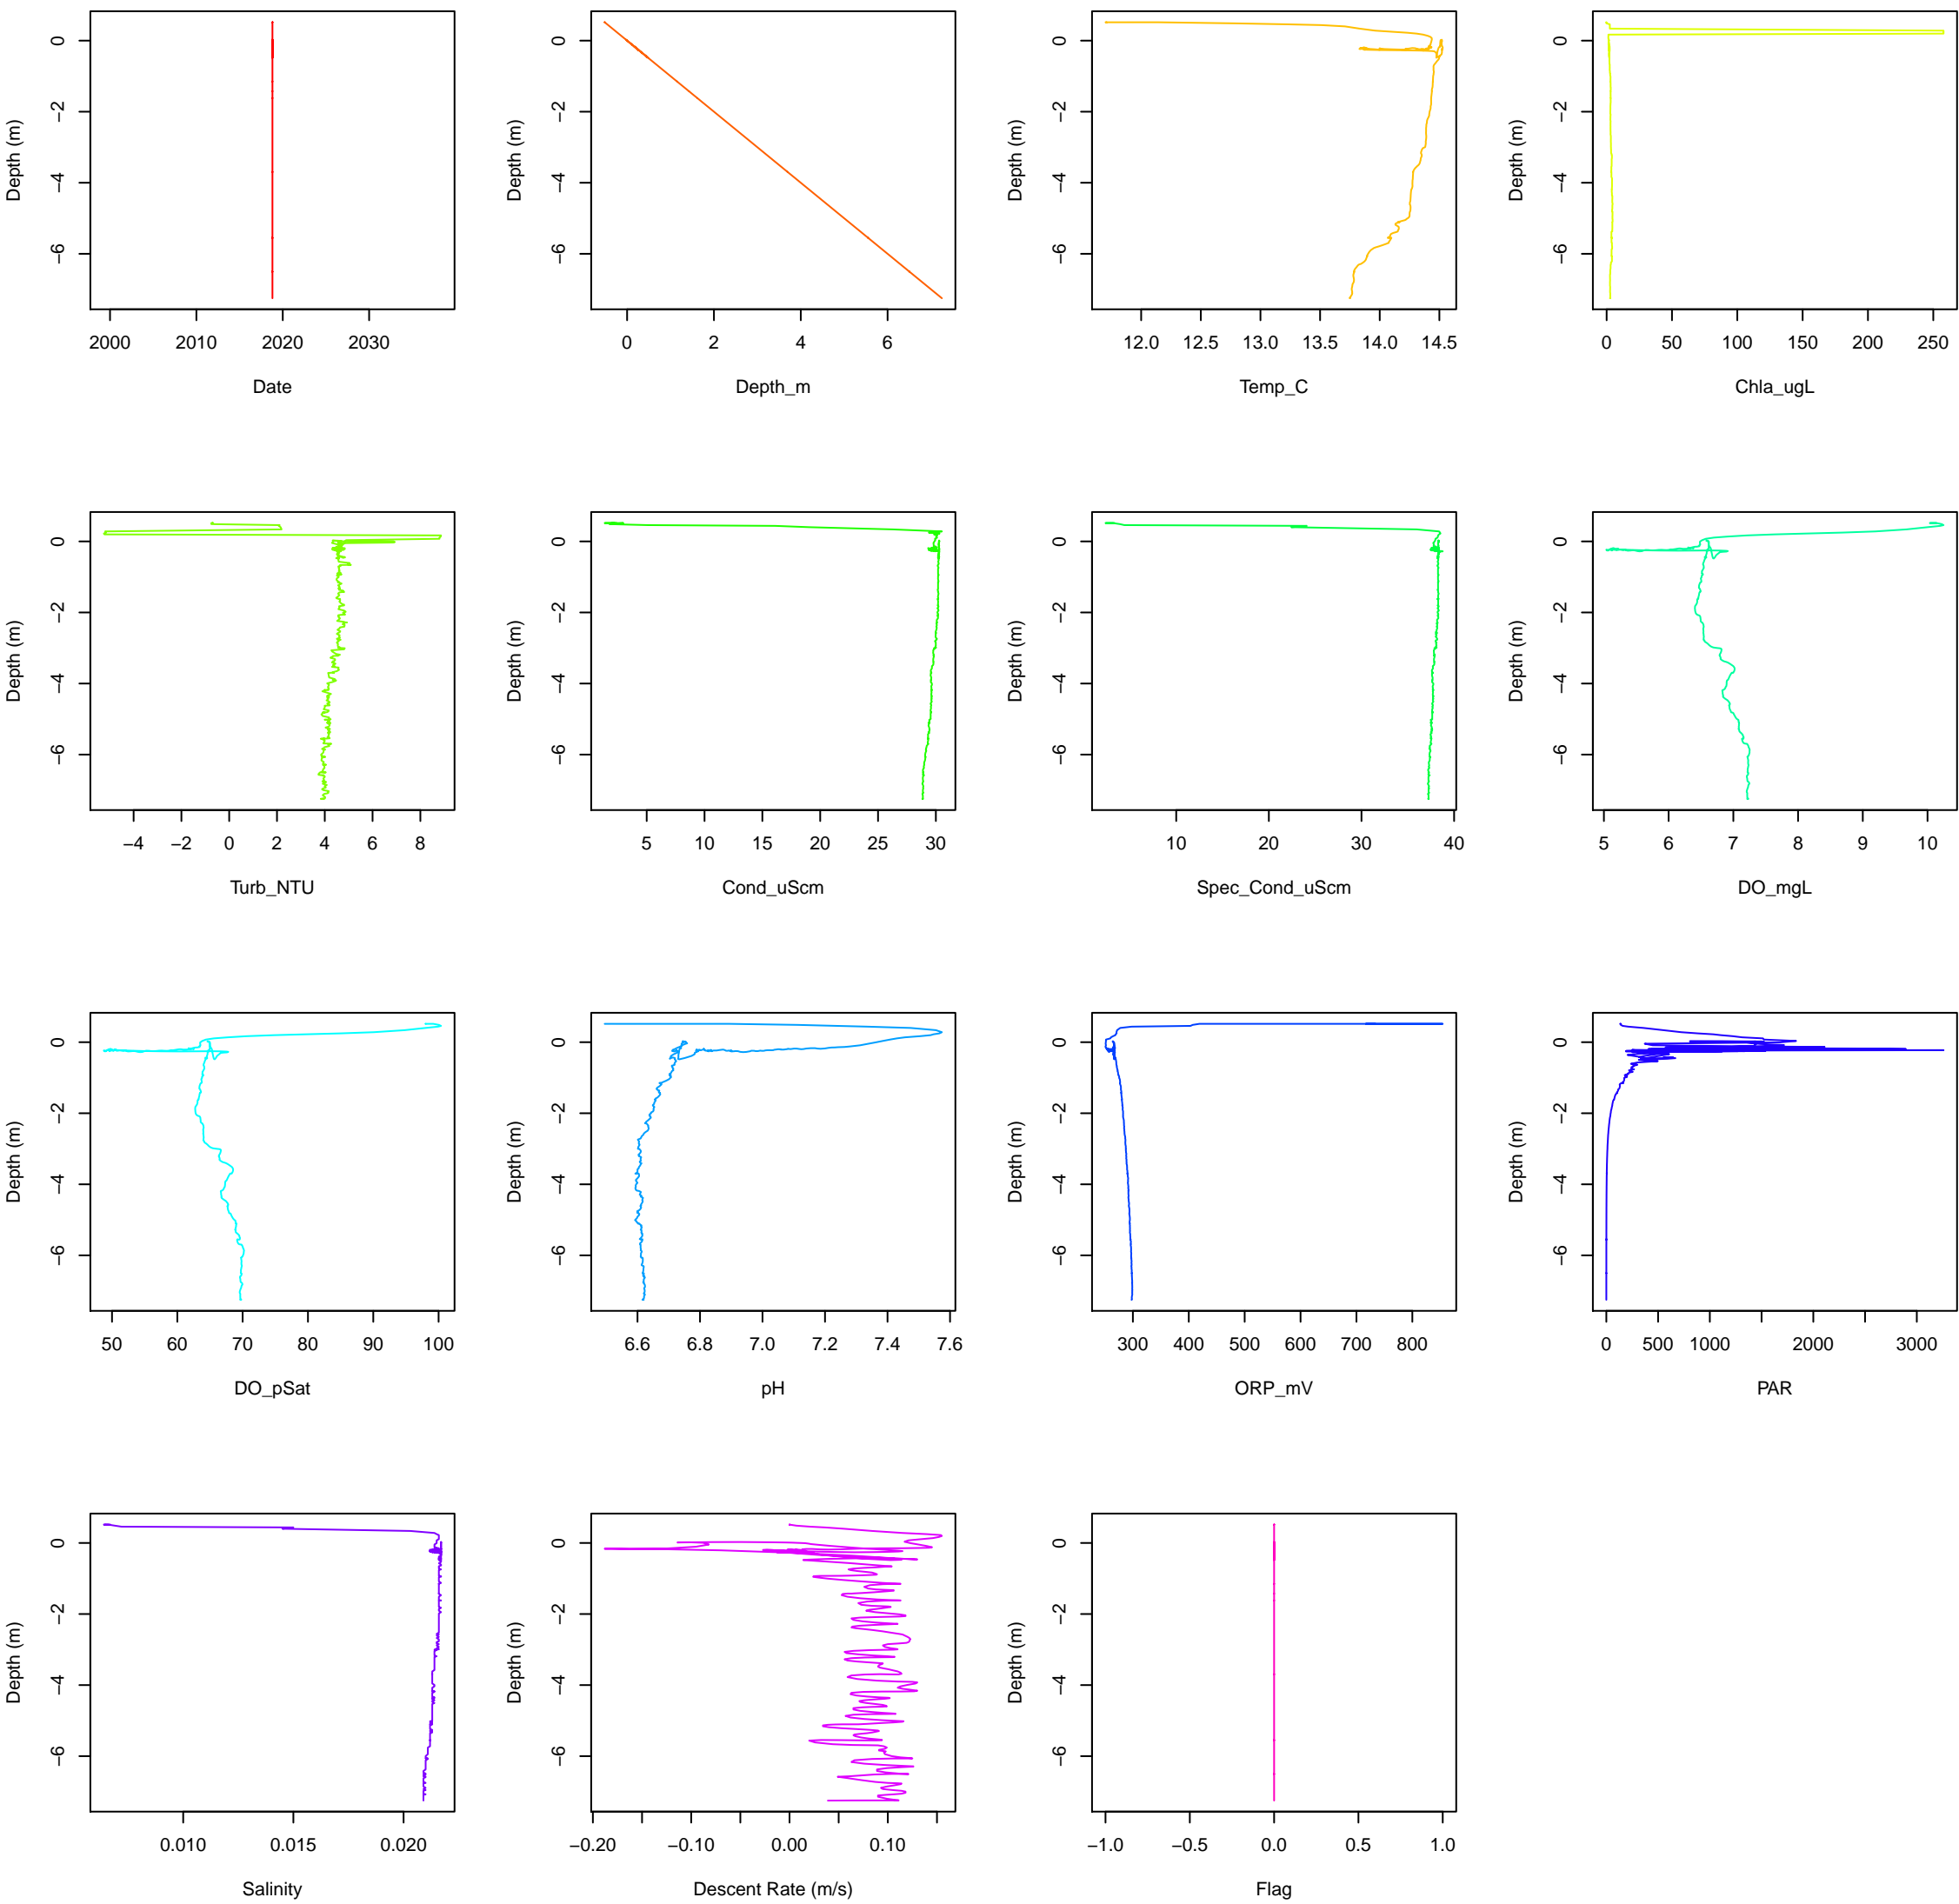 Depth (m)
0
−2
−4
−6
2000 2010 2020 2030
Date
Depth (m)
0
−2
−4
−6
0 2 4 6
Depth_m
Depth (m)
0
−2
−4
−6
12.0 12.5 13.0 13.5 14.0 14.5
Temp_C
Depth (m)
0
−2
−4
−6
0 50 100 150 200 250
Chla_ugL
Depth (m)
0
−2
−4
−6
−4 −2 0 2 4 6 8
Turb_NTU
Depth (m)
0
−2
−4
−6
5 10 15 20 25 30
Cond_uScm
Depth (m)
0
−2
−4
−6
10 20 30 40
Spec_Cond_uScm
Depth (m)
0
−2
−4
−6
5 6 7 8 9 10
DO_mgL
Depth (m)
0
−2
−4
−6
50 60 70 80 90 100
DO_pSat
Depth (m)
0
−2
−4
−6
6.6 6.8 7.0 7.2 7.4 7.6
pH
Depth (m)
0
−2
−4
−6
300 400 500 600 700 800
ORP_mV
Depth (m)
0
−2
−4
−6
0 500 1000 2000 3000
PAR
Depth (m)
0
−2
−4
−6
0.010 0.015 0.020
Salinity
Depth (m)
0
−2
−4
−6
−0.20 −0.10 0.00 0.10
Descent Rate (m/s)
Depth (m)
0
−2
−4
−6
−1.0 −0.5 0.0 0.5 1.0
Flag